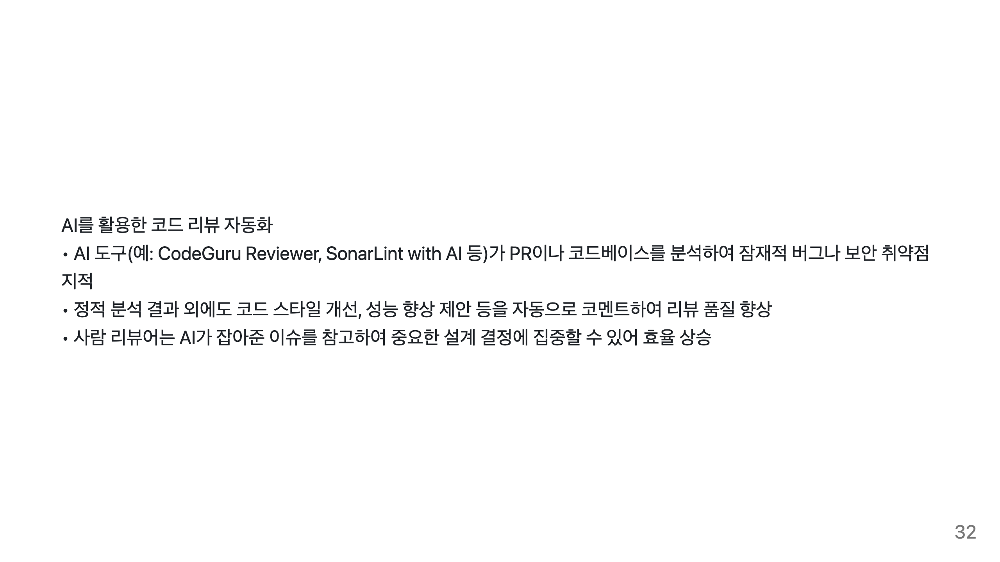 AI를 활용한 코드 리뷰 자동화
• AI 도구(예: CodeGuru Reviewer, SonarLint with AI 등)가 PR이나 코드베이스를 분석하여 잠재적 버그나 보안 취약점
지적
• 정적 분석 결과 외에도 코드 스타일 개선, 성능 향상 제안 등을 자동으로 코멘트하여 리뷰 품질 향상
• 사람 리뷰어는 AI가 잡아준 이슈를 참고하여 중요한 설계 결정에 집중할 수 있어 효율 상승
32